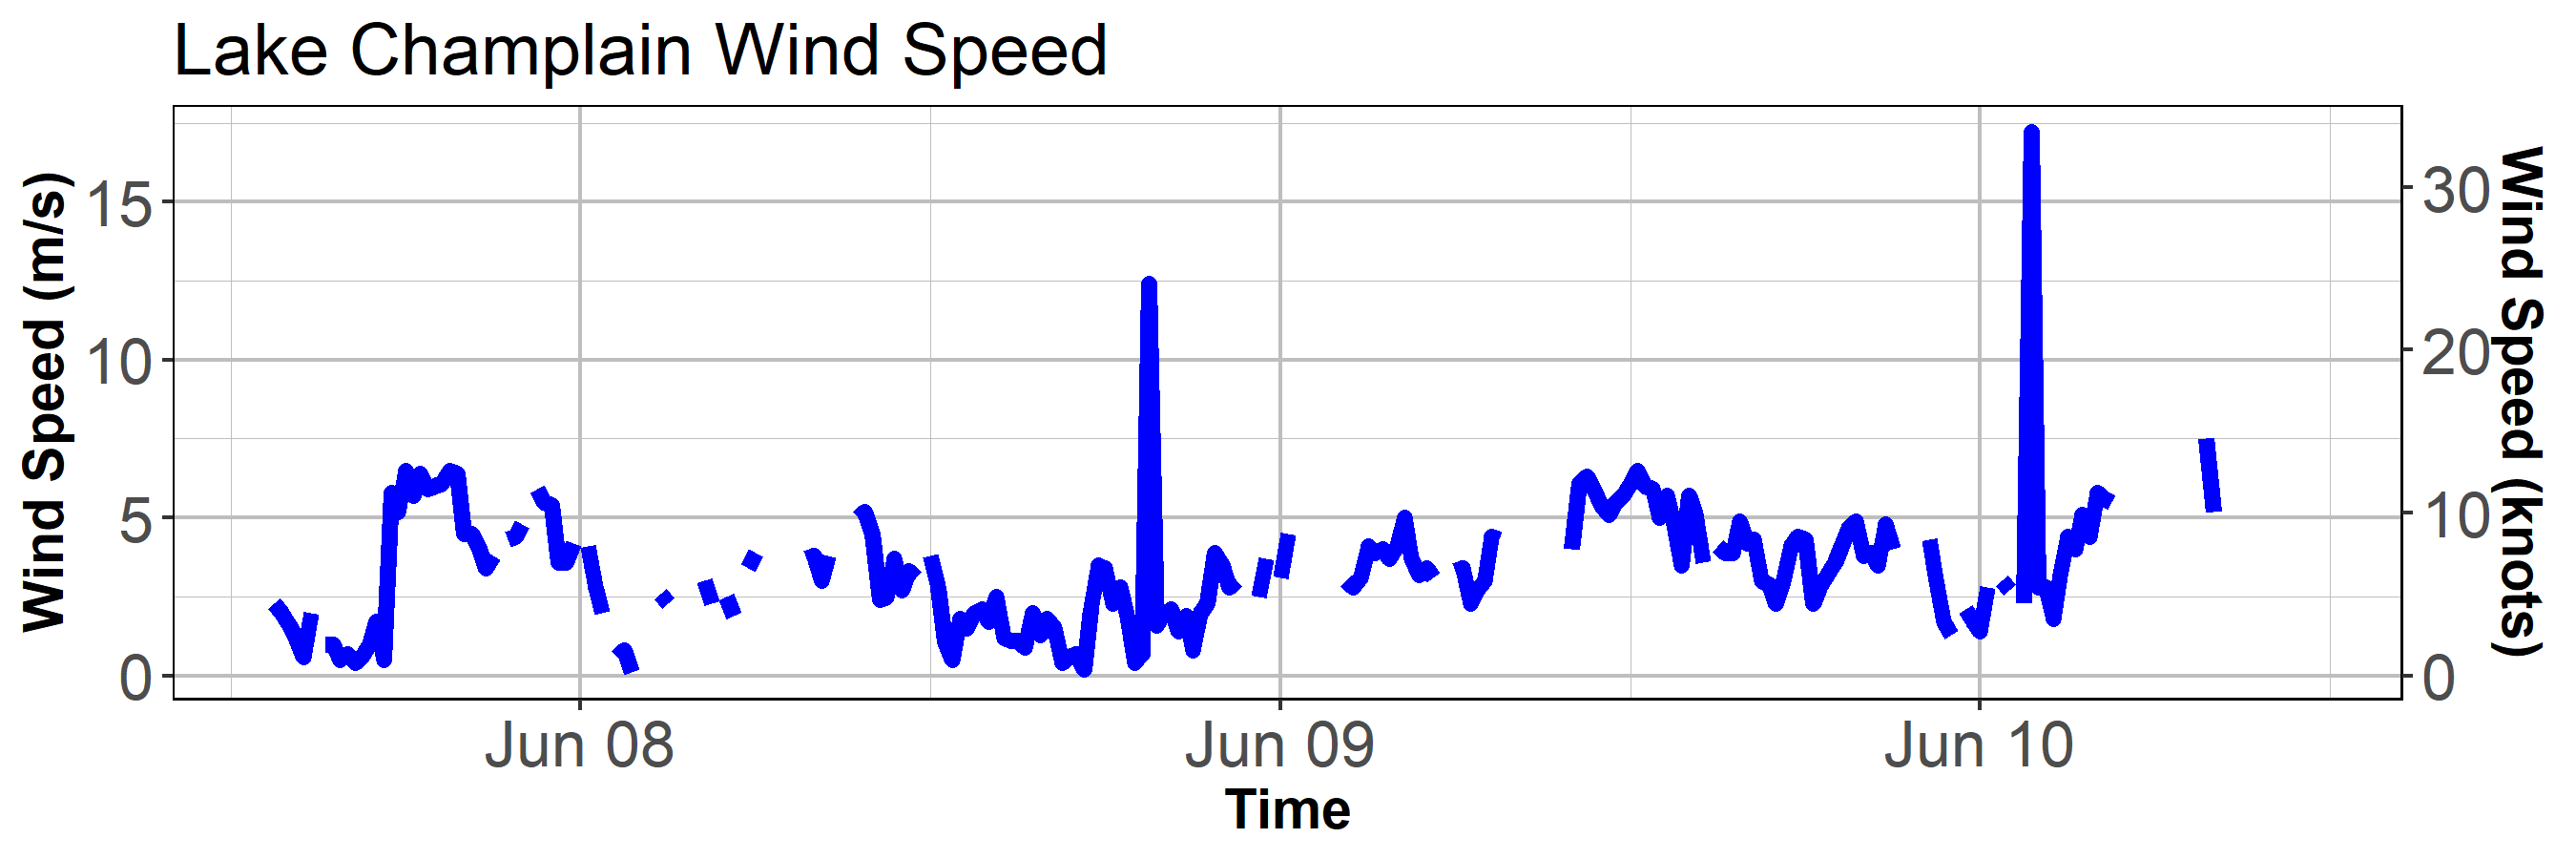 Lake Champlain Wind Speed
Wind Speed (m/s)
15
10
5
0
30
20
10
0
Wind Speed (knots)
Jun 08
Jun 09
Jun 10
Time